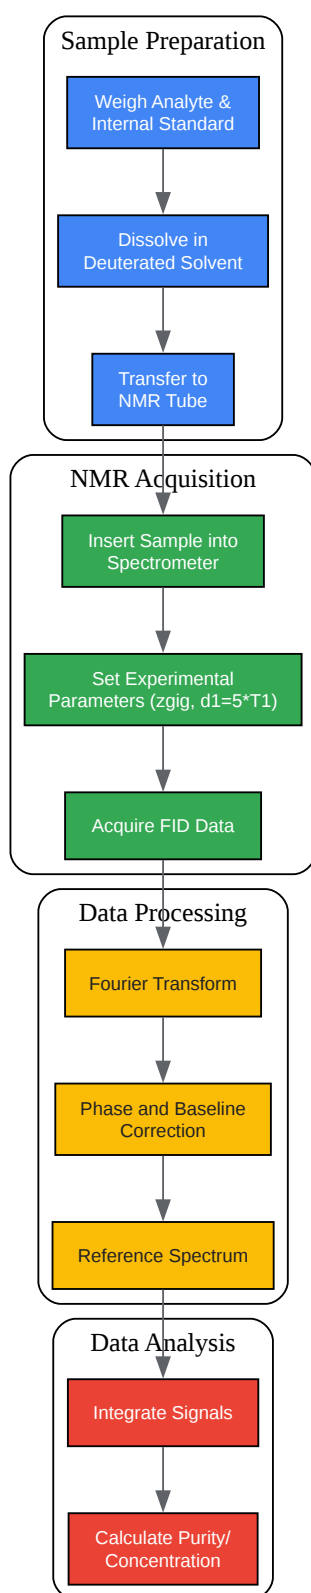 Sample Preparation
Weigh Analyte &
Internal Standard
Dissolve in
Deuterated Solvent
Transfer to
NMR Tube
NMR Acquisition
Insert Sample into
Spectrometer
Set Experimental
Parameters (zgig, d1=5*T1)
Acquire FID Data
Data Processing
Fourier Transform
Phase and Baseline
Correction
Reference Spectrum
Data Analysis
Integrate Signals
Calculate Purity/
Concentration